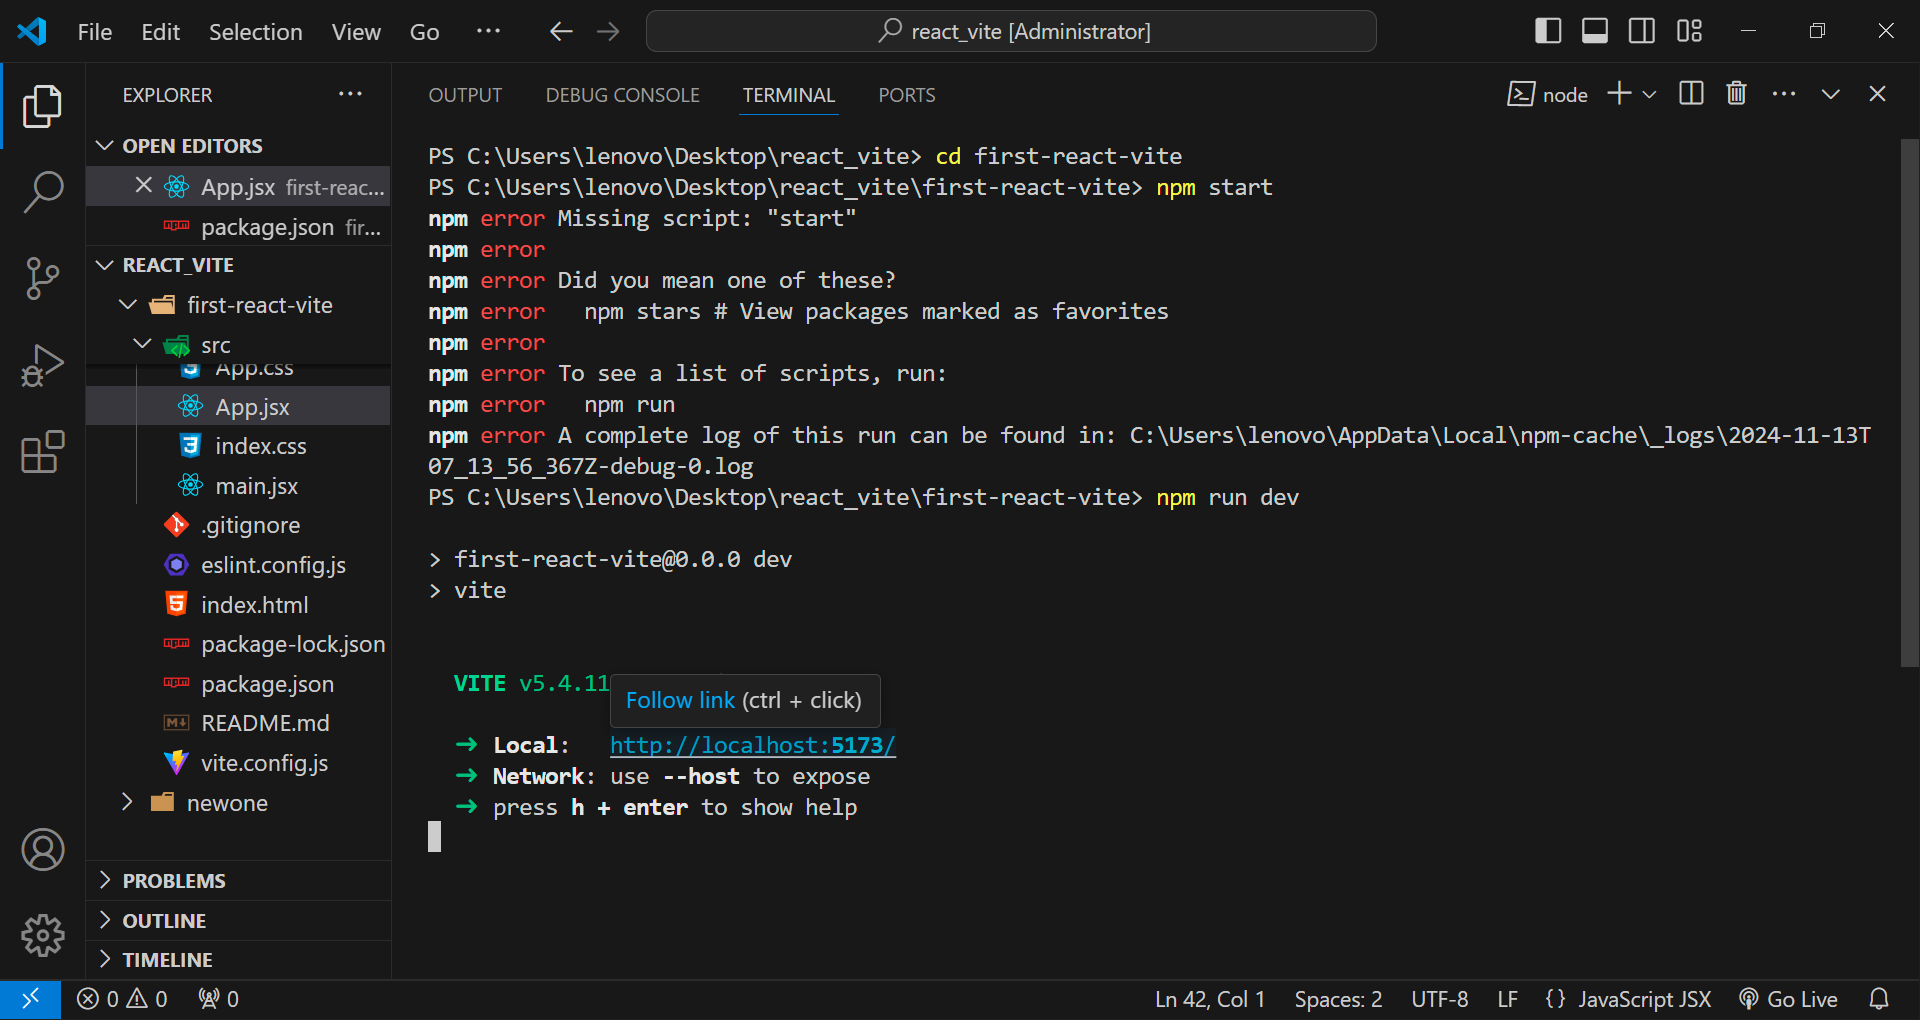 File Edit Selection View Go ··· react_vite [Administrator]
EXPLORER
OPEN EDITORS
App.jsx first-reac...
package.json fir...
REACT_VITE
first-react-vite
src
App.css
App.jsx
index.css
main.jsx
.gitignore
eslint.config.js
index.html
package-lock.json
package.json
README.md
vite.config.js
newone
PROBLEMS
OUTLINE
TIMELINE
OUTPUT DEBUG CONSOLE TERMINAL PORTS node
PS C:\Users\lenovo\Desktop\react_vite> cd first-react-vite
PS C:\Users\lenovo\Desktop\react_vite\first-react-vite> npm start
npm error Missing script: "start"
npm error
npm error Did you mean one of these?
npm error   npm stars # View packages marked as favorites
npm error
npm error To see a list of scripts, run:
npm error   npm run
npm error A complete log of this run can be found in: C:\Users\lenovo\AppData\Local\npm-cache\_logs\2024-11-13T
07_13_56_367Z-debug-0.log
PS C:\Users\lenovo\Desktop\react_vite\first-react-vite> npm run dev
> first-react-vite@0.0.0 dev
> vite
VITE v5.4.11
Follow link (ctrl + click)
➜ Local: http://localhost:5173/
➜ Network: use --host to expose
➜ press h + enter to show help
0 0 0 Ln 42, Col 1 Spaces: 2 UTF-8 LF {} JavaScript JSX Go Live